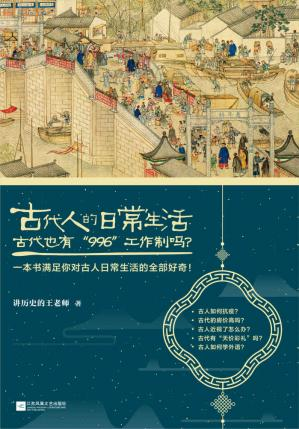 古代人的日常生活
古代也有“996”工作制吗？
一本书满足你对古人日常生活的全部好奇！
讲历史的王老师 著
· 古人如何抗疫？
· 古代的房价高吗？
· 古人近视了怎么办？
· 古代有“天价彩礼”吗？
· 古人如何学外语？
江苏凤凰文艺出版社